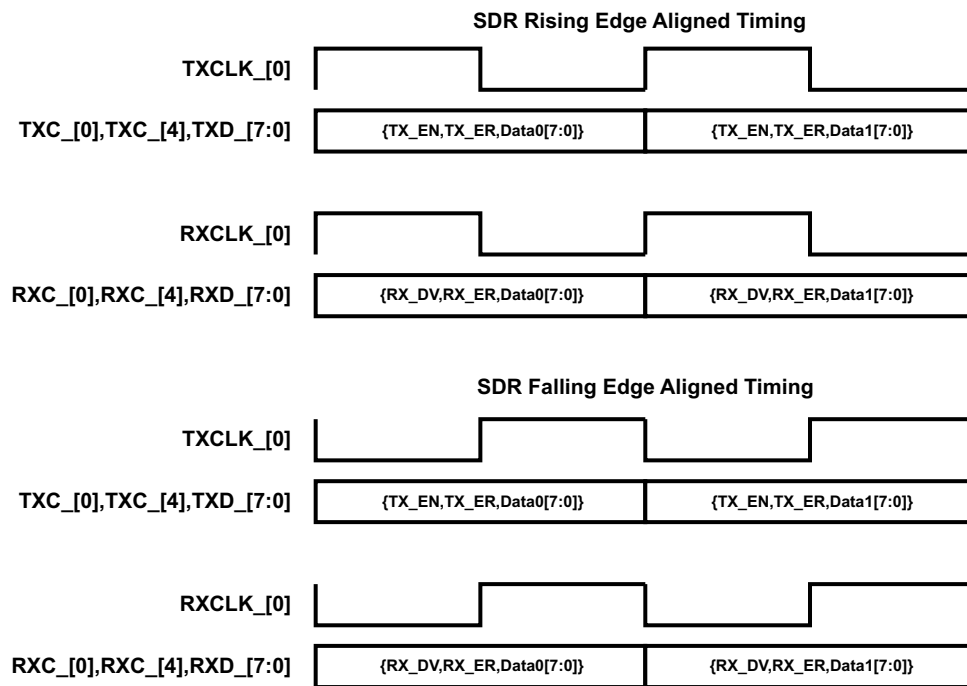 SDR Rising Edge Aligned Timing
TXCLK_[0]
TXC_[0],TXC_[4],TXD_[7:0] {TX_EN,TX_ER,Data0[7:0]} {TX_EN,TX_ER,Data1[7:0]}
RXCLK_[0]
RXC_[0],RXC_[4],RXD_[7:0] {RX_DV,RX_ER,Data0[7:0]} {RX_DV,RX_ER,Data1[7:0]}
SDR Falling Edge Aligned Timing
TXCLK_[0]
TXC_[0],TXC_[4],TXD_[7:0] {TX_EN,TX_ER,Data0[7:0]} {TX_EN,TX_ER,Data1[7:0]}
RXCLK_[0]
RXC_[0],RXC_[4],RXD_[7:0] {RX_DV,RX_ER,Data0[7:0]} {RX_DV,RX_ER,Data1[7:0]}